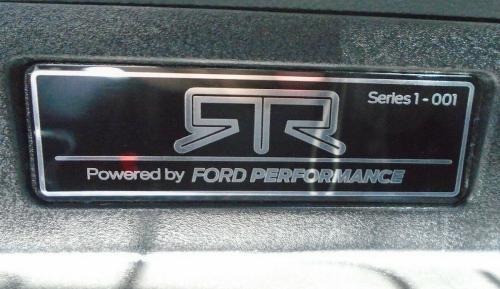 Series 1 - 001
RTR
Powered by FORD PERFORMANCE